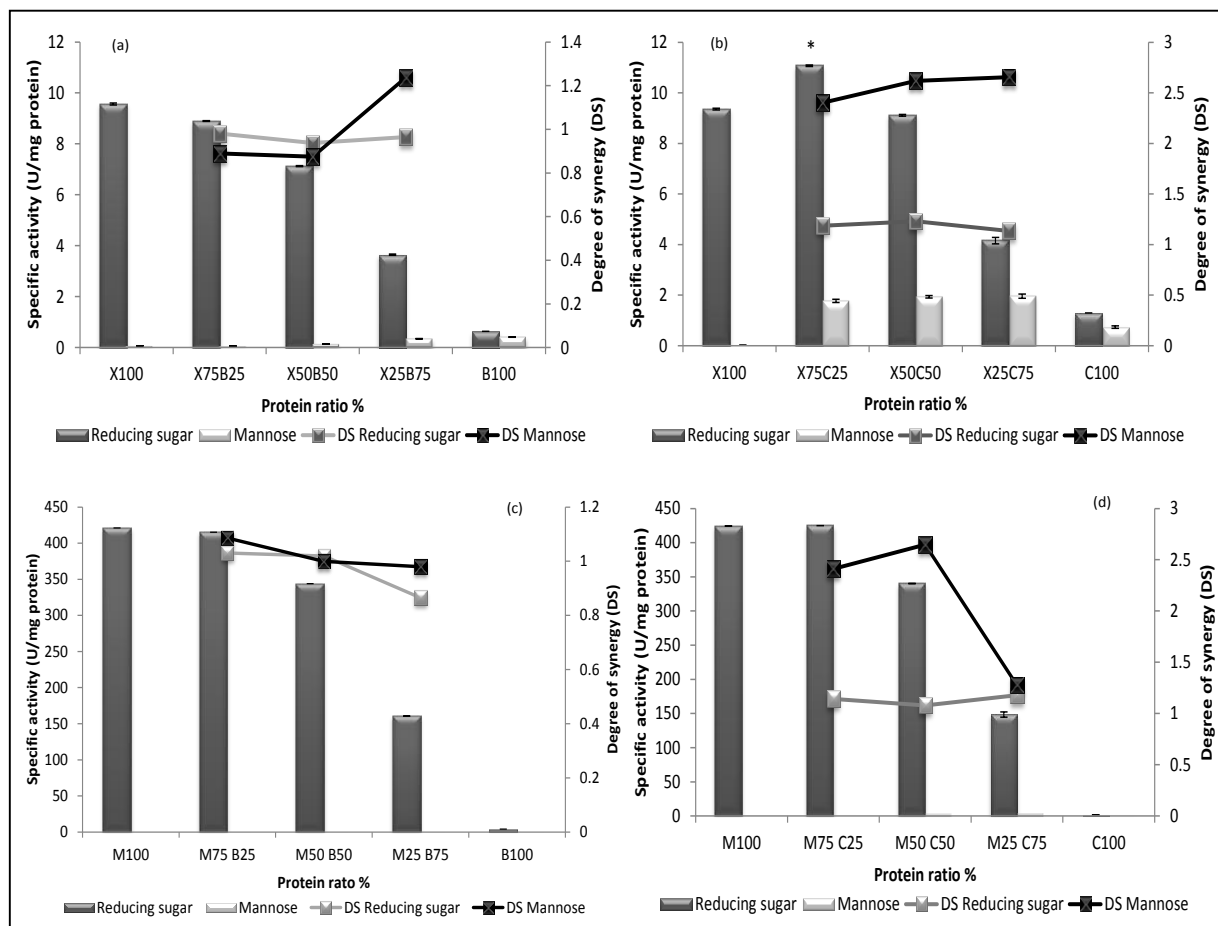 (a)
Specific activity (U/mg protein)
12
10
8
6
4
2
0
1.4
1.2
1
0.8
0.6
0.4
0.2
0
Degree of synergy (DS)
X100 X75B25 X50B50 X25B75 B100
Protein ratio %
Reducing sugar Mannose DS Reducing sugar DS Mannose
(b)
*
Specific activity (U/mg protein)
12
10
8
6
4
2
0
3
2.5
2
1.5
1
0.5
0
Degree of synergy (DS)
X100 X75C25 X50C50 X25C75 C100
Protein ratio %
Reducing sugar Mannose DS Reducing sugar DS Mannose
(c)
Specific activity (U/mg protein)
450
400
350
300
250
200
150
100
50
0
1.2
1
0.8
0.6
0.4
0.2
0
Degree of synergy (DS)
M100 M75 B25 M50 B50 M25 B75 B100
Protein rato %
Reducing sugar Mannose DS Reducing sugar DS Mannose
(d)
Specific activity (U/mg protein)
450
400
350
300
250
200
150
100
50
0
3
2.5
2
1.5
1
0.5
0
Degree of synergy (DS)
M100 M75 C25 M50 C50 M25 C75 C100
Protein ratio %
Reducing sugar Mannose DS Reducing sugar DS Mannose